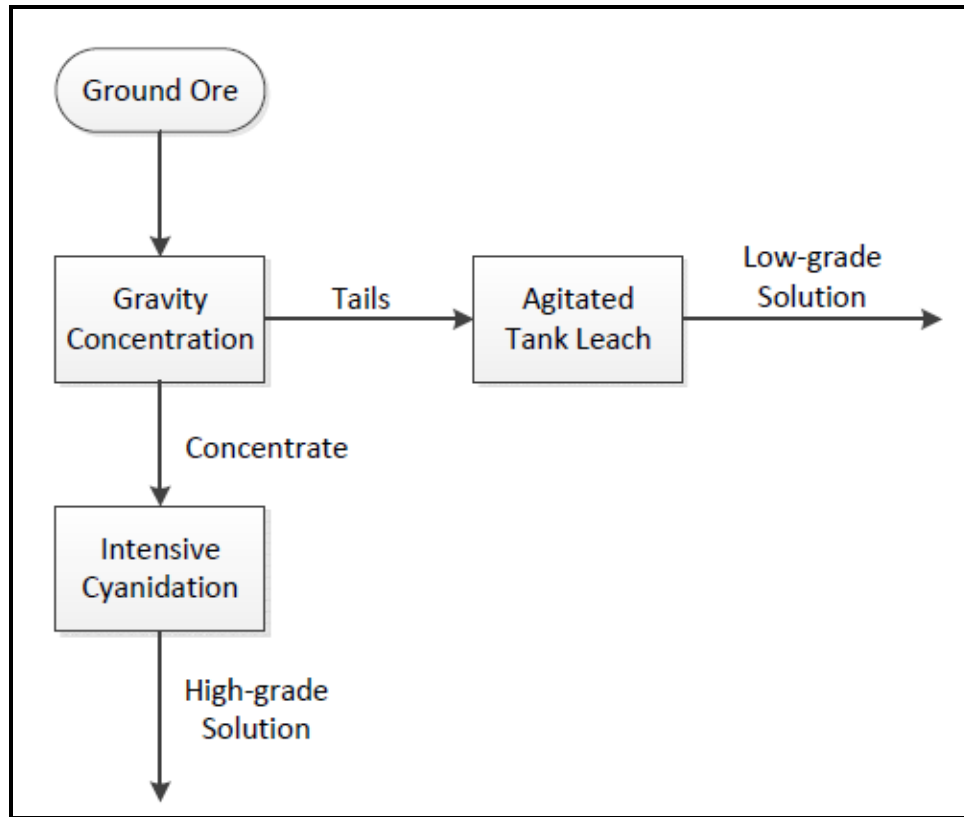 Ground Ore
Gravity
Concentration
Tails
Agitated
Tank Leach
Low-grade
Solution
Concentrate
Intensive
Cyanidation
High-grade
Solution